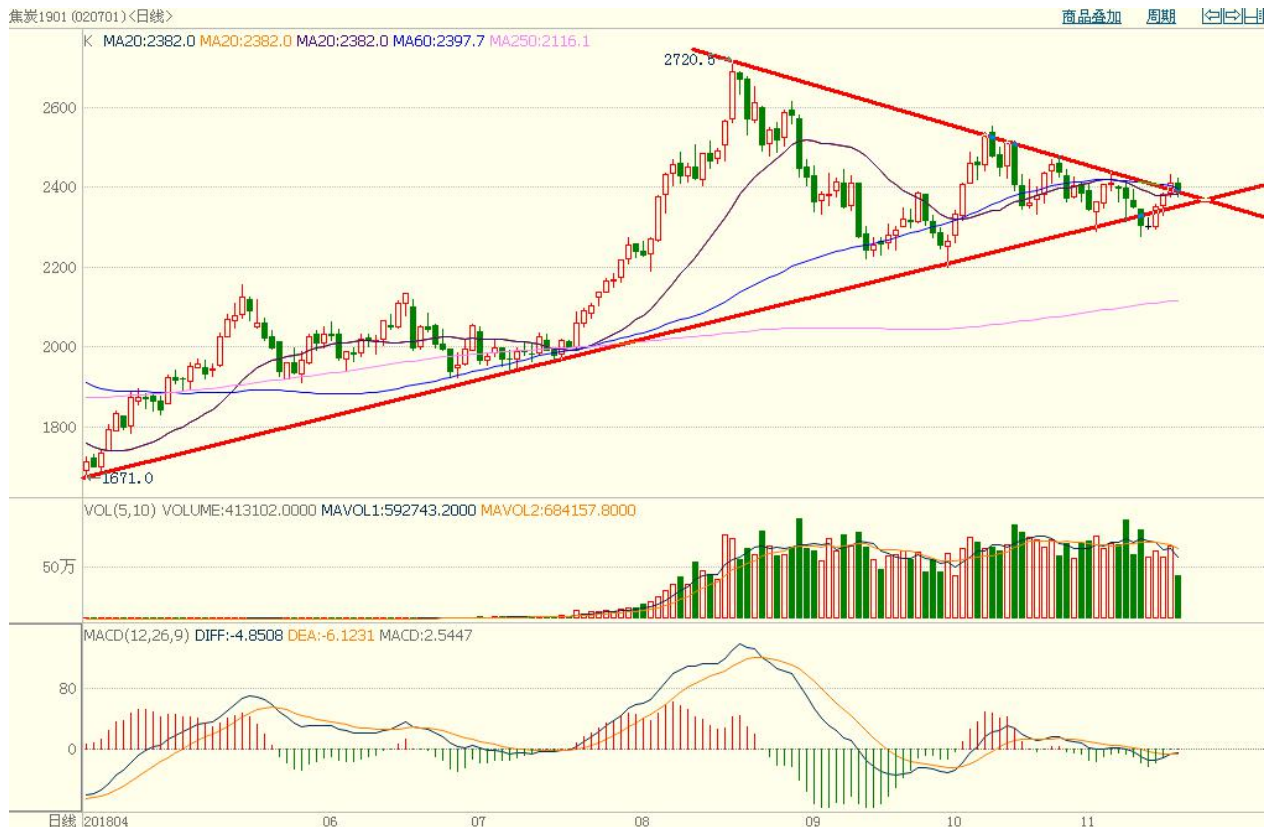 焦炭1901 (020701)<日线>
商品叠加 周期
K MA20:2382.0 MA20:2382.0 MA20:2382.0 MA60:2397.7 MA250:2116.1
2720.5
2600
2400
2200
2000
1800
1671.0
VOL(5,10) VOLUME:413102.0000 MAVOL1:592743.2000 MAVOL2:684157.8000
50万
MACD(12,26,9) DIFF:-4.8508 DEA:-6.1231 MACD:2.5447
80
0
日线 201804 06 07 08 09 10 11